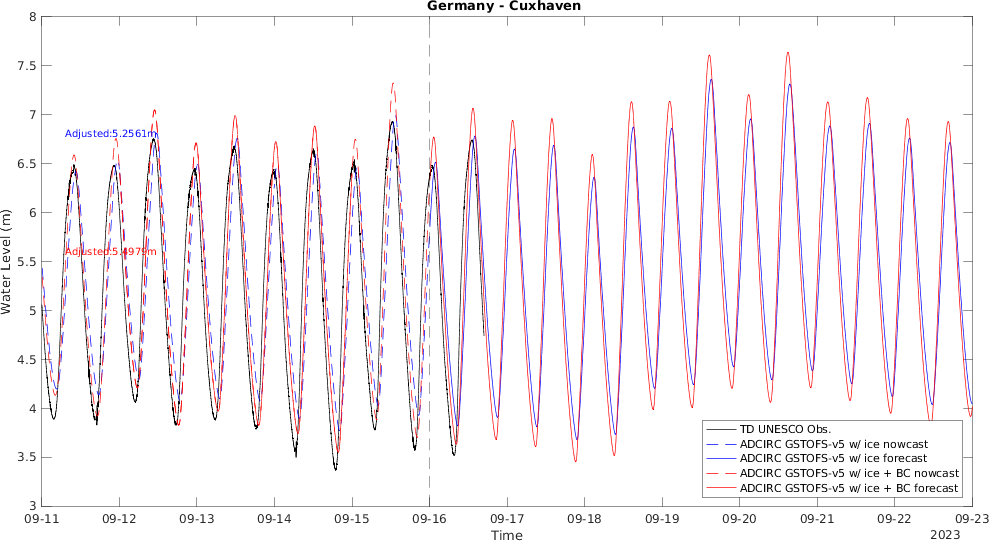 Germany - Cuxhaven
8
7.5
7
6.5
6
5.5
5
4.5
4
3.5
3
Water Level (m)
Adjusted:5.2561m
Adjusted:5.4979m
TD UNESCO Obs.
ADCIRC GSTOFS-v5 w/ ice nowcast
ADCIRC GSTOFS-v5 w/ ice forecast
ADCIRC GSTOFS-v5 w/ ice + BC nowcast
ADCIRC GSTOFS-v5 w/ ice + BC forecast
09-11 09-12 09-13 09-14 09-15 09-16 09-17 09-18 09-19 09-20 09-21 09-22 09-23
Time
2023